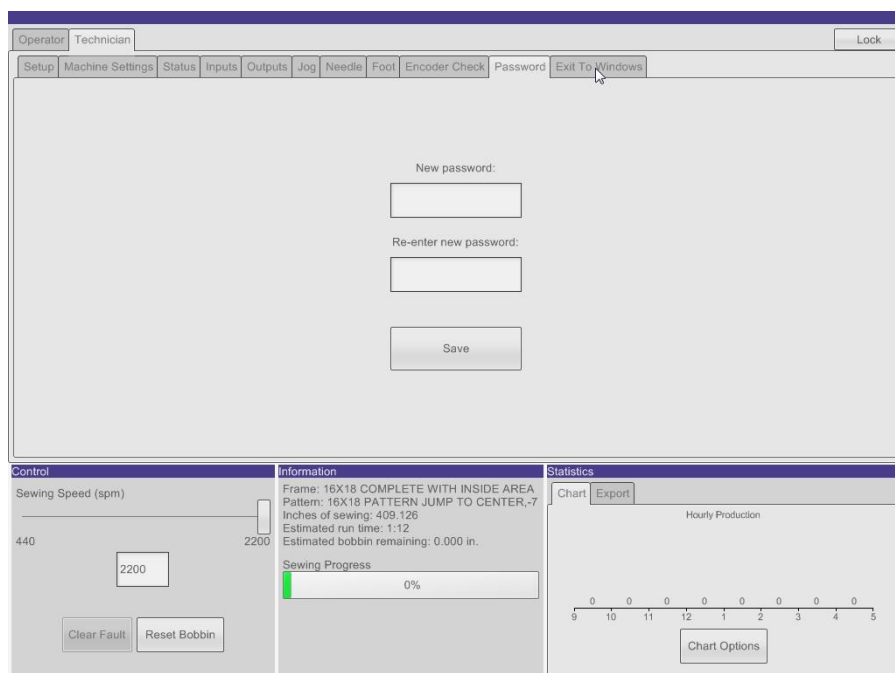 Operator Technician Lock
Setup Machine Settings Status Inputs Outputs Jog Needle Foot Encoder Check Password Exit To Windows
New password:
Re-enter new password:
Save
Control
Sewing Speed (spm)
440 2200
2200
Clear Fault Reset Bobbin
Information
Frame: 16X18 COMPLETE WITH INSIDE AREA
Pattern: 16X18 PATTERN JUMP TO CENTER,-7
Inches of sewing: 409.126
Estimated run time: 1:12
Estimated bobbin remaining: 0.000 in.
Sewing Progress
0%
Statistics
Chart Export
Hourly Production
0 0 0 0 0 0 0 0
9 10 11 12 1 2 3 4 5
Chart Options